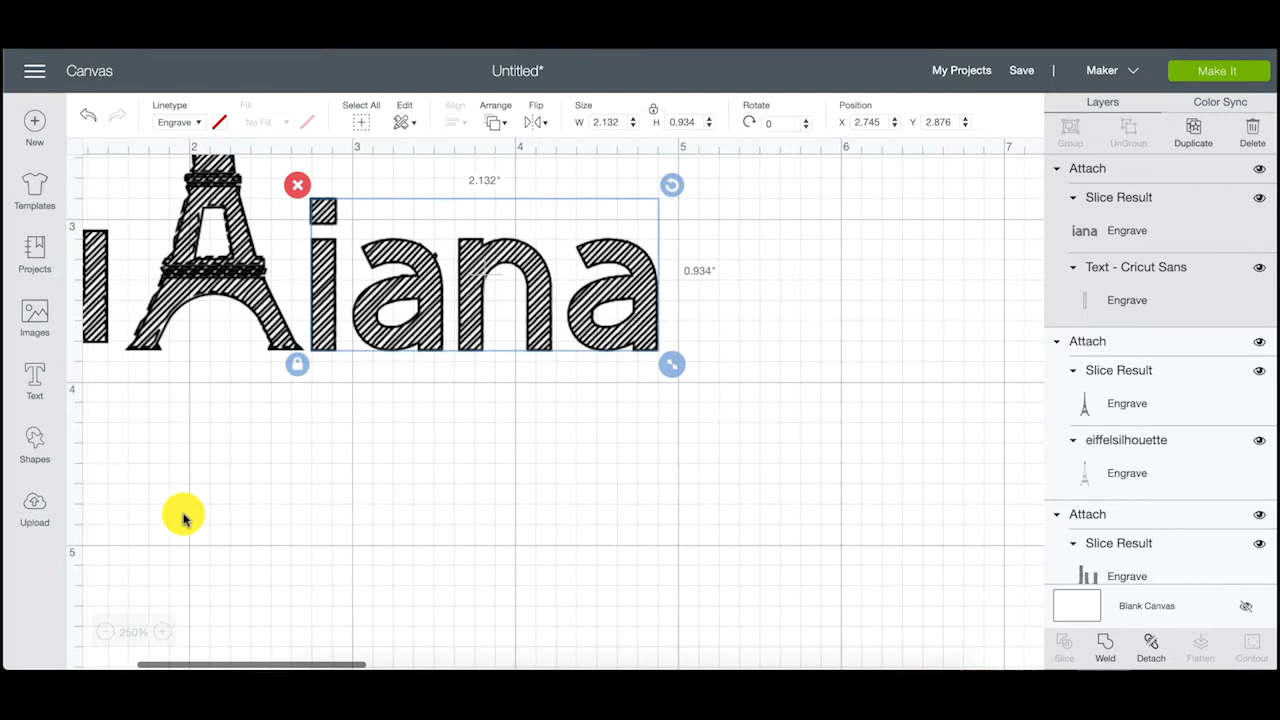 Canvas
Untitled*
My Projects Save | Maker Make It
Linetype Fill Select All Edit Align Arrange Flip Size Rotate Position
Engrave No Fill W 2.132 H 0.934 0 X 2.745 Y 2.876
Layers Color Sync
Group UnGroup Duplicate Delete
New
Templates
Projects
Images
Text
Shapes
Upload
2 3 4 5 6 7
3
4
5
2.132"
0.934"
iana
250%
Attach
Slice Result
iana Engrave
Text - Cricut Sans
Engrave
Attach
Slice Result
Engrave
eiffelsilhouette
Engrave
Attach
Slice Result
Engrave
Blank Canvas
Slice Weld Detach Flatten Contour